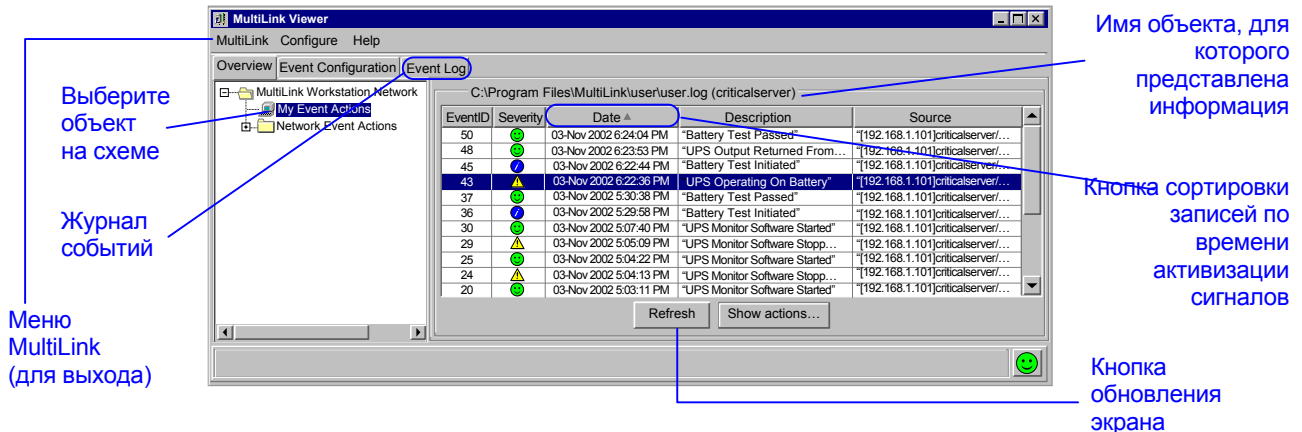 MultiLink Viewer
MultiLink Configure Help
Overview Event Configuration Event Log
MultiLink Workstation Network
My Event Actions
Network Event Actions
C:\Program Files\MultiLink\user\user.log (criticalserver)
EventID Severity Date Description Source
50 03-Nov 2002 6:24:04 PM “Battery Test Passed” “[192.168.1.101]criticalserver/…
48 03-Nov 2002 6:23:53 PM “UPS Output Returned From… “[192.168.1.101]criticalserver/…
45 03-Nov 2002 6:22:44 PM “Battery Test Initiated” “[192.168.1.101]criticalserver/…
43 03-Nov 2002 6:22:36 PM UPS Operating On Battery” “[192.168.1.101]criticalserver/…
37 03-Nov 2002 5:30:38 PM “Battery Test Passed” “[192.168.1.101]criticalserver/…
36 03-Nov 2002 5:29:58 PM “Battery Test Initiated” “[192.168.1.101]criticalserver/…
30 03-Nov 2002 5:07:40 PM “UPS Monitor Software Started” “[192.168.1.101]criticalserver/…
29 03-Nov 2002 5:05:09 PM “UPS Monitor Software Stopp… “[192.168.1.101]criticalserver/…
25 03-Nov 2002 5:04:22 PM “UPS Monitor Software Started” “[192.168.1.101]criticalserver/…
24 03-Nov 2002 5:04:13 PM “UPS Monitor Software Stopp… “[192.168.1.101]criticalserver/…
20 03-Nov 2002 5:03:11 PM “UPS Monitor Software Started” “[192.168.1.101]criticalserver/…
Refresh Show actions…
Выберите
объект
на схеме
Журнал
событий
Меню
MultiLink
(для выхода)
Имя объекта, для
которого
представлена
информация
Кнопка сортировки
записей по
времени
активизации
сигналов
Кнопка
обновления
экрана